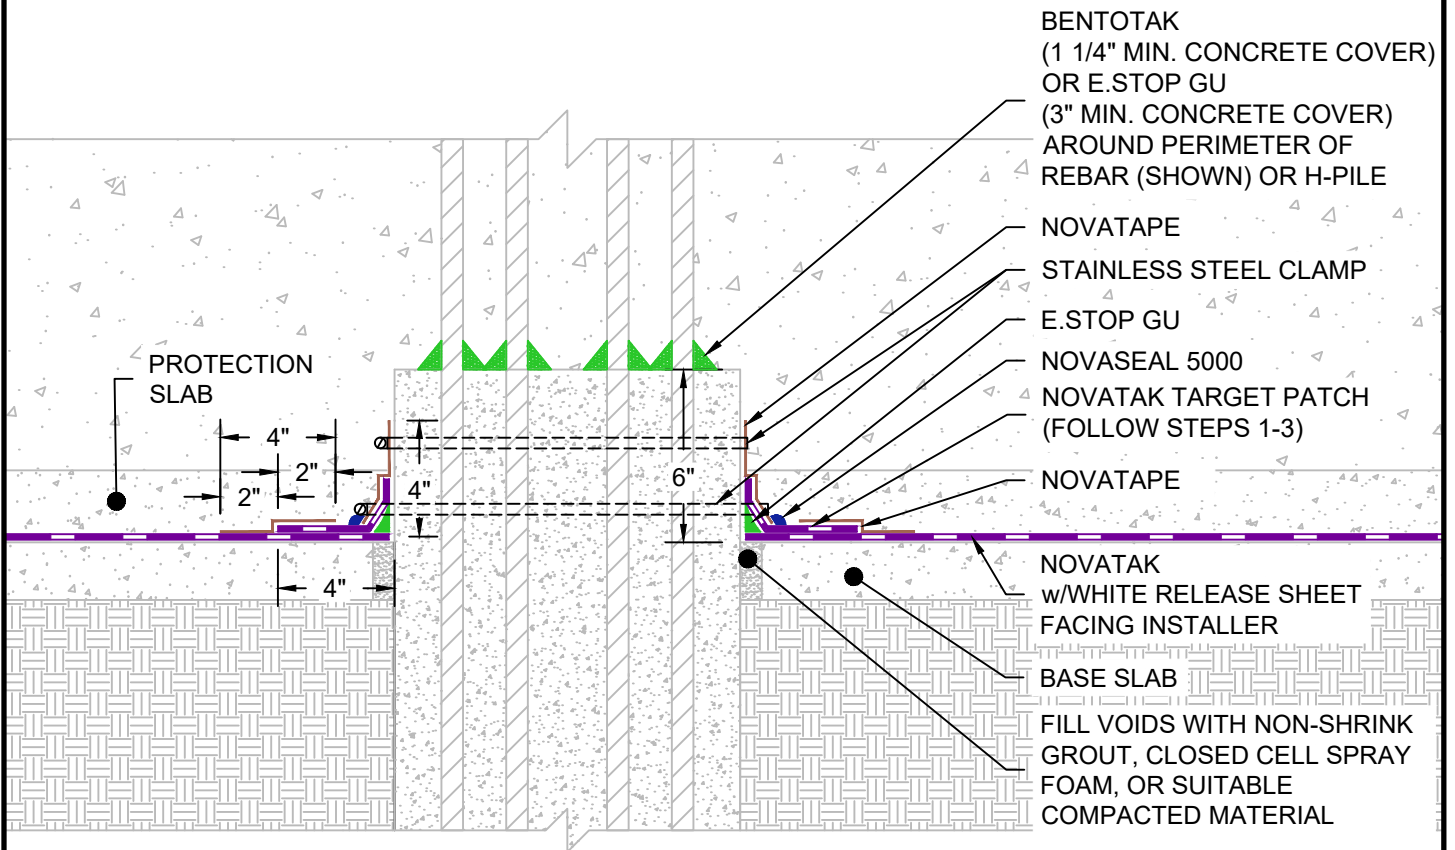 BENTOTAK
(1 1/4" MIN. CONCRETE COVER)
OR E.STOP GU
(3" MIN. CONCRETE COVER)
AROUND PERIMETER OF
REBAR (SHOWN) OR H-PILE
NOVATAPE
STAINLESS STEEL CLAMP
E.STOP GU
NOVASEAL 5000
NOVATAK TARGET PATCH
(FOLLOW STEPS 1-3)
NOVATAPE
NOVATAK
w/WHITE RELEASE SHEET
FACING INSTALLER
BASE SLAB
FILL VOIDS WITH NON-SHRINK
GROUT, CLOSED CELL SPRAY
FOAM, OR SUITABLE
COMPACTED MATERIAL
PROTECTION
SLAB
4"
2"
2"
4"
6"
4"